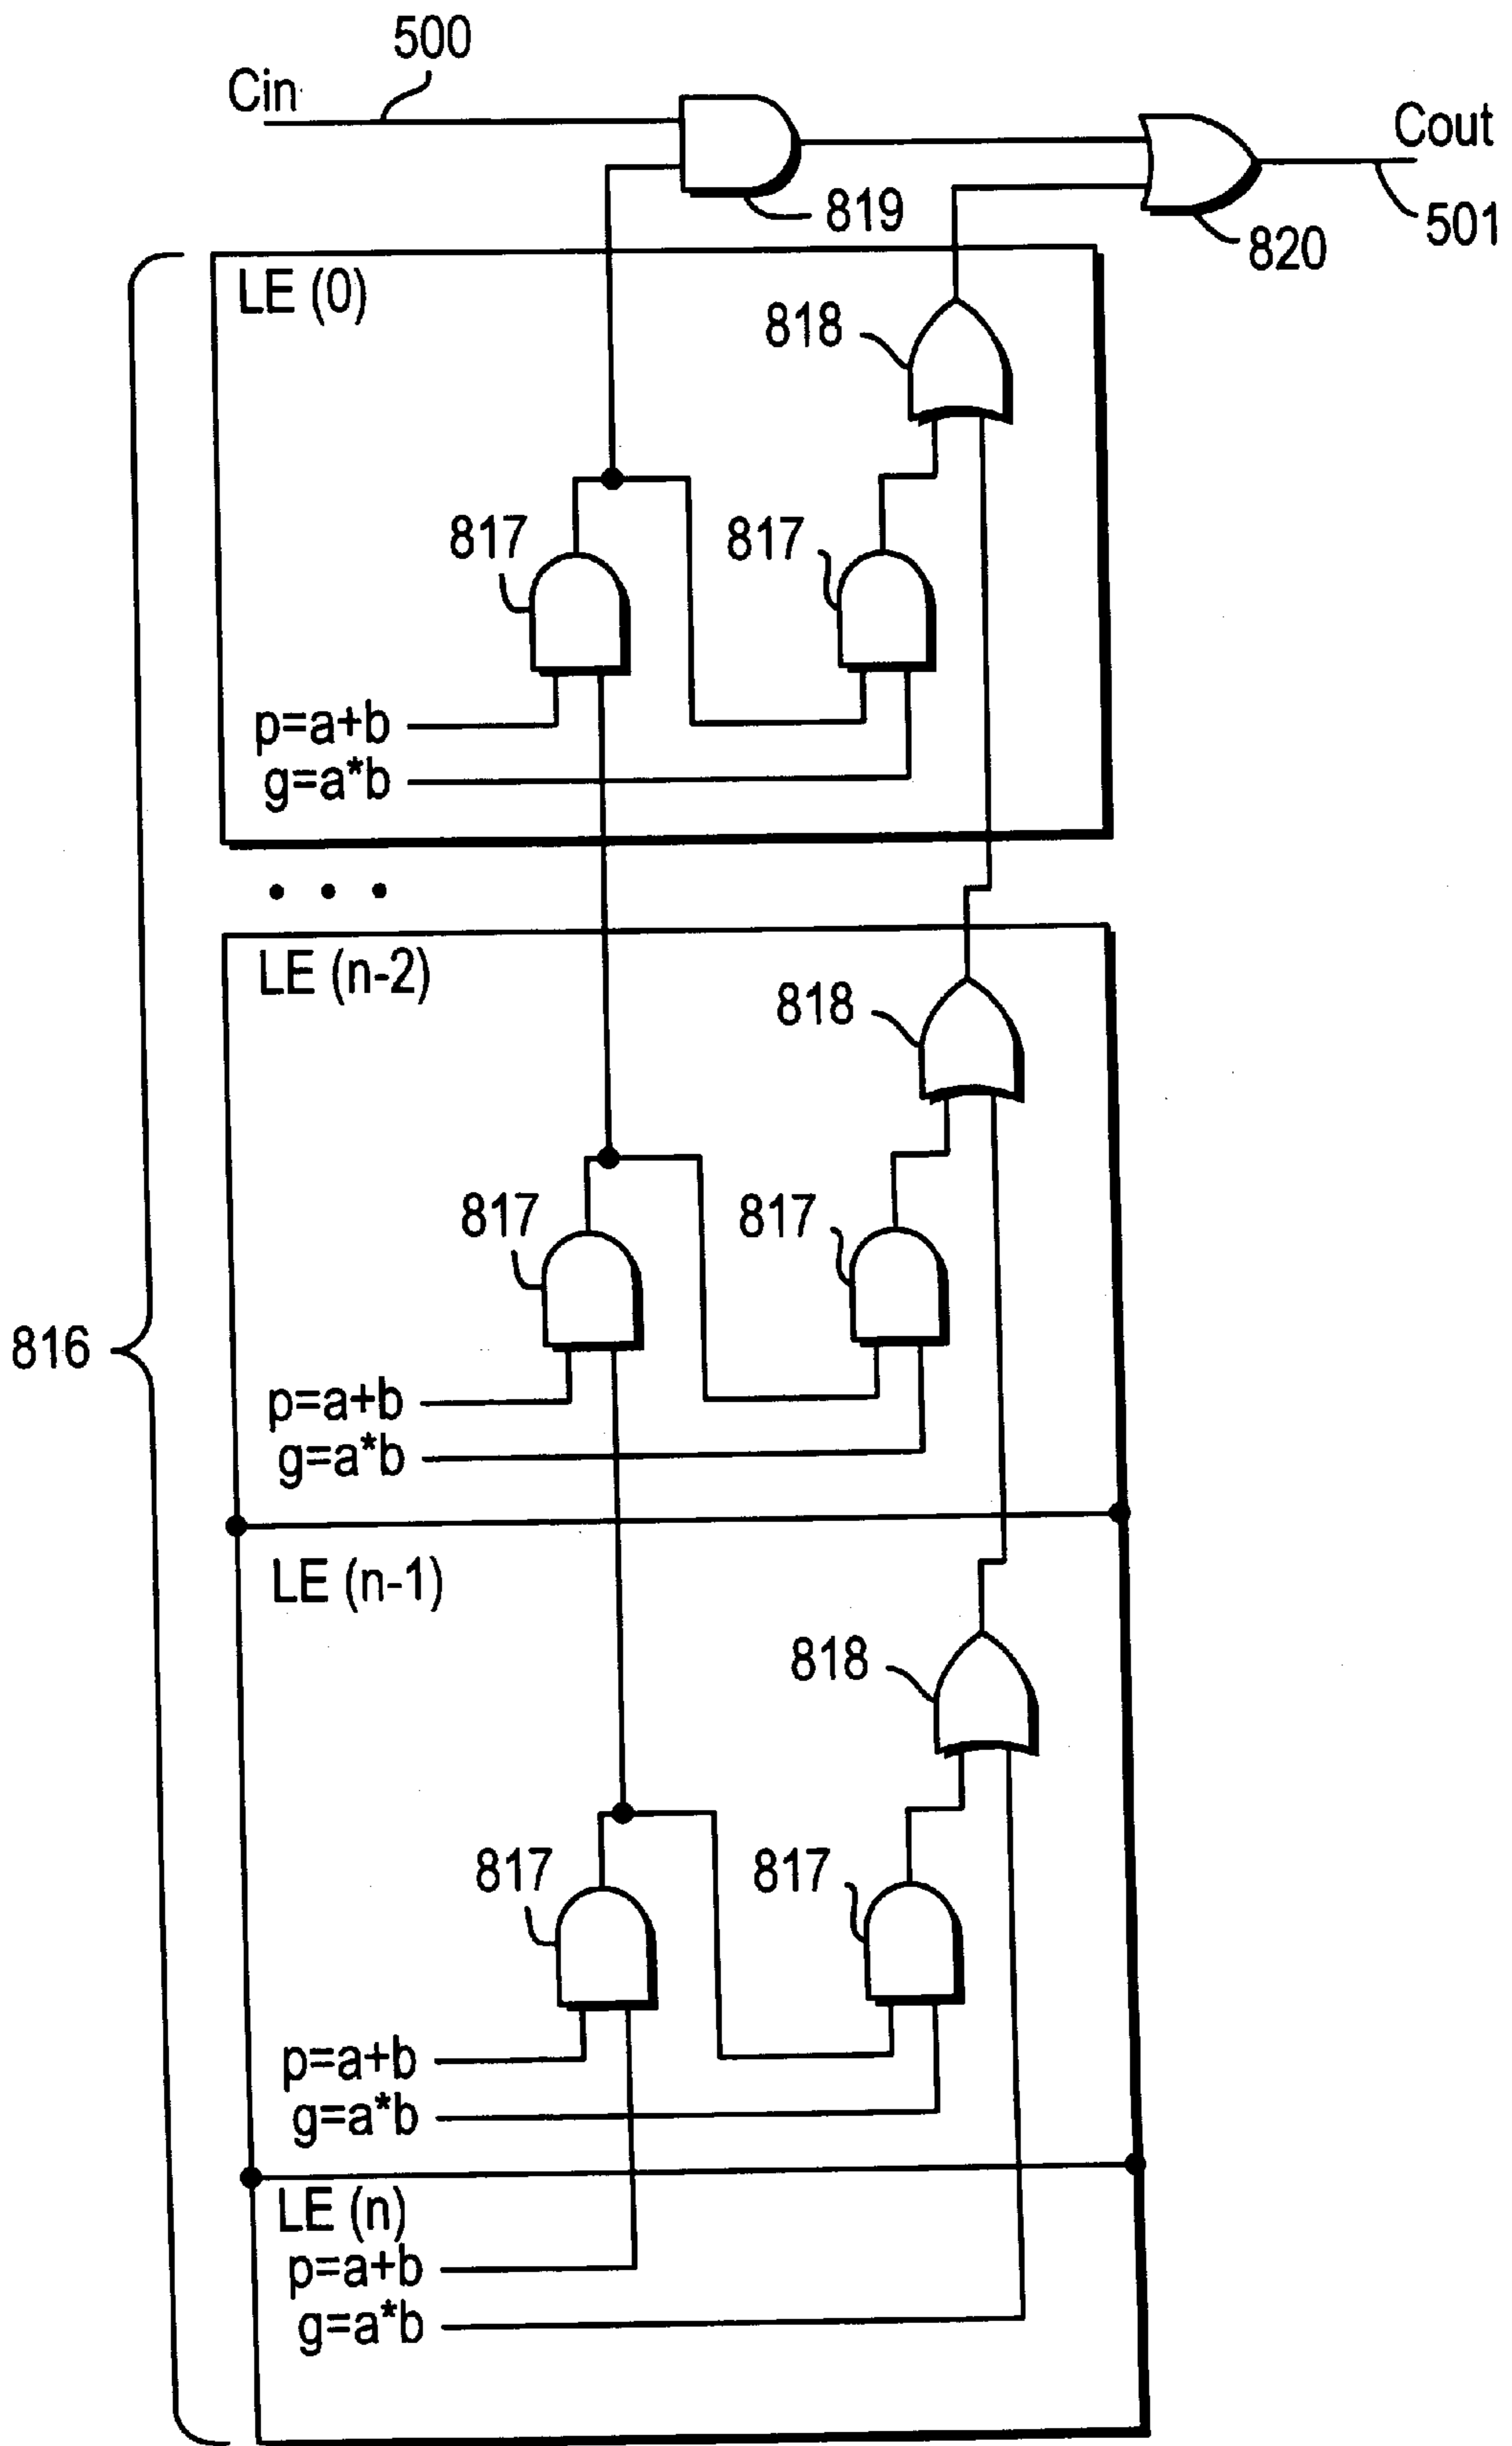 500
Cin
Cout
819
820
501
LE (0)
818
817
817
p=a+b
g=a*b
• • •
LE (n-2)
818
817
817
816
p=a+b
g=a*b
LE (n-1)
818
817
817
p=a+b
g=a*b
LE (n)
p=a+b
g=a*b